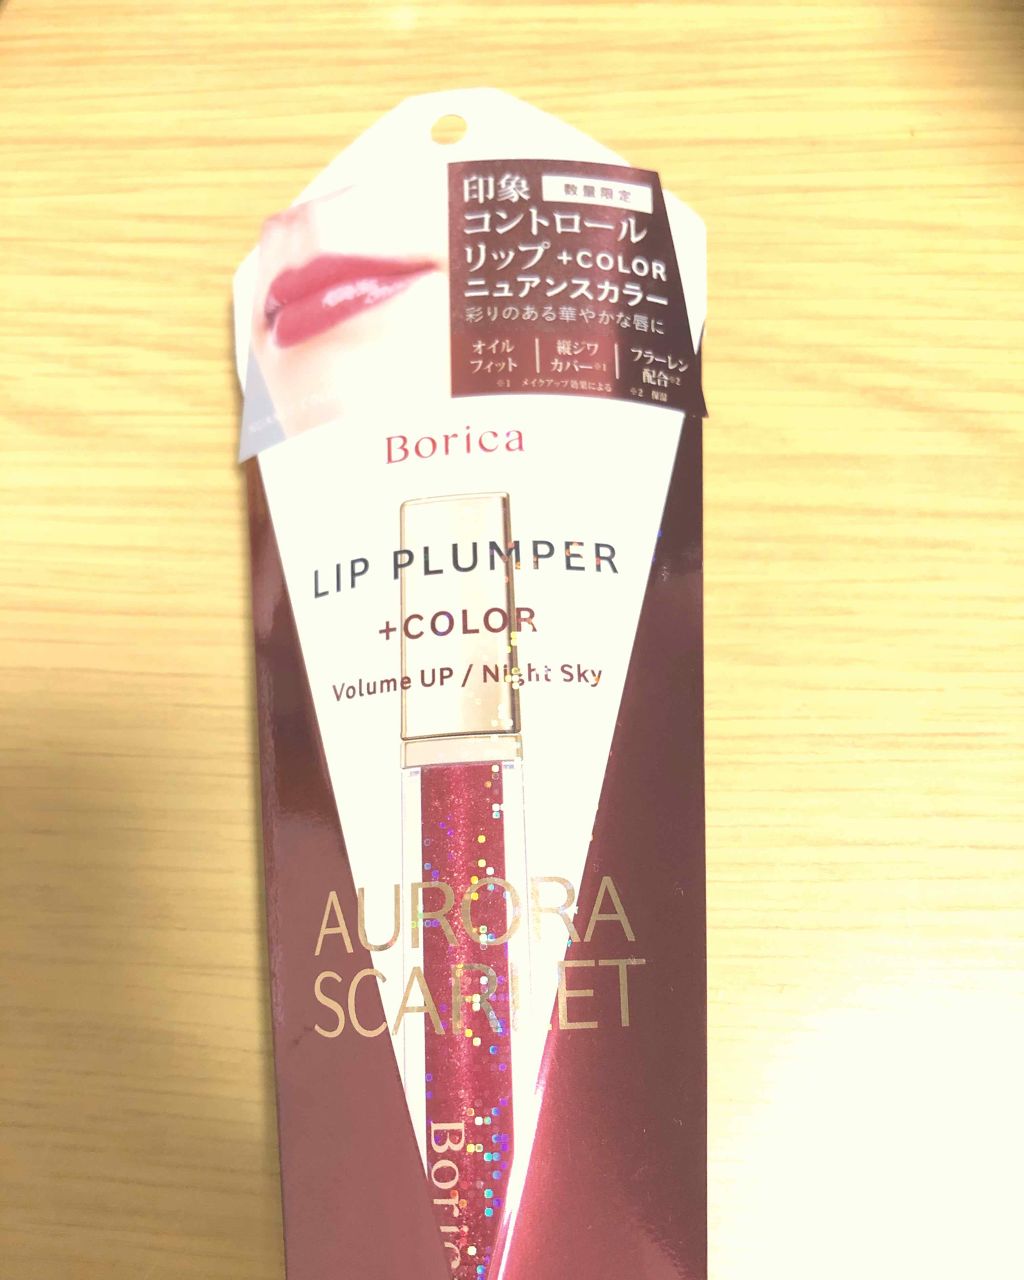 印象 数量限定
コントロール
リップ +COLOR
ニュアンスカラー
彩りのある華やかな唇に
オイル
フィット
縦ジワ
カバー※1
フラーレン
配合※2
※1 メイクアップ効果による
※2 保湿
Borica
LIP PLUMPER
+COLOR
Volume UP / Night Sky
AURORA
SCARLET
Borica